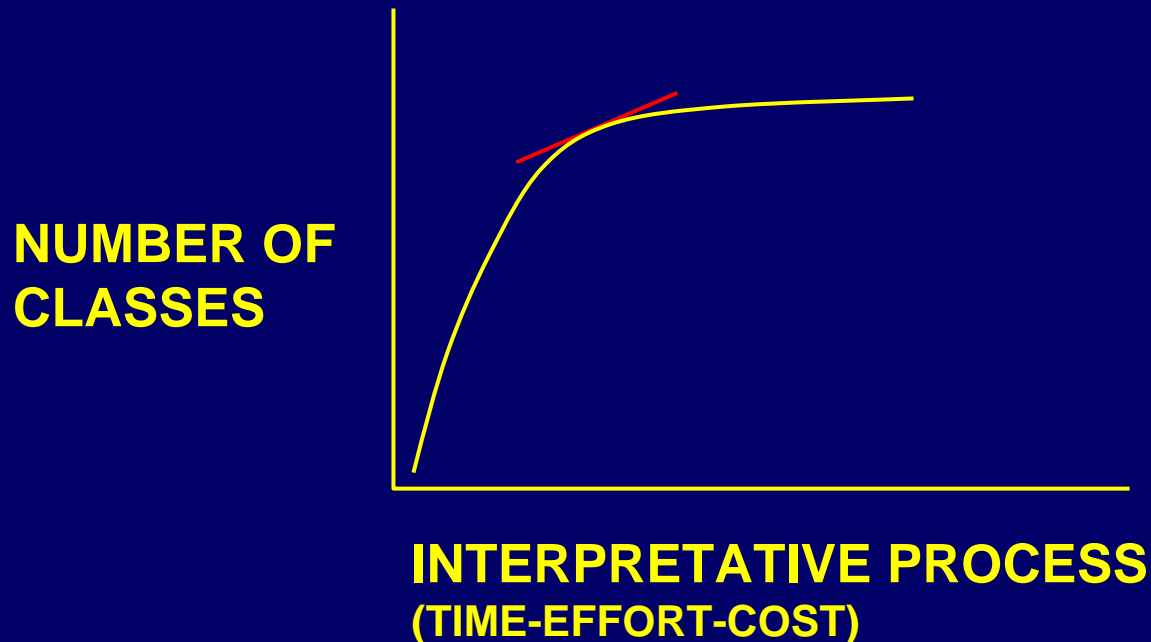 NUMBER OF
CLASSES
INTERPRETATIVE PROCESS
(TIME-EFFORT-COST)